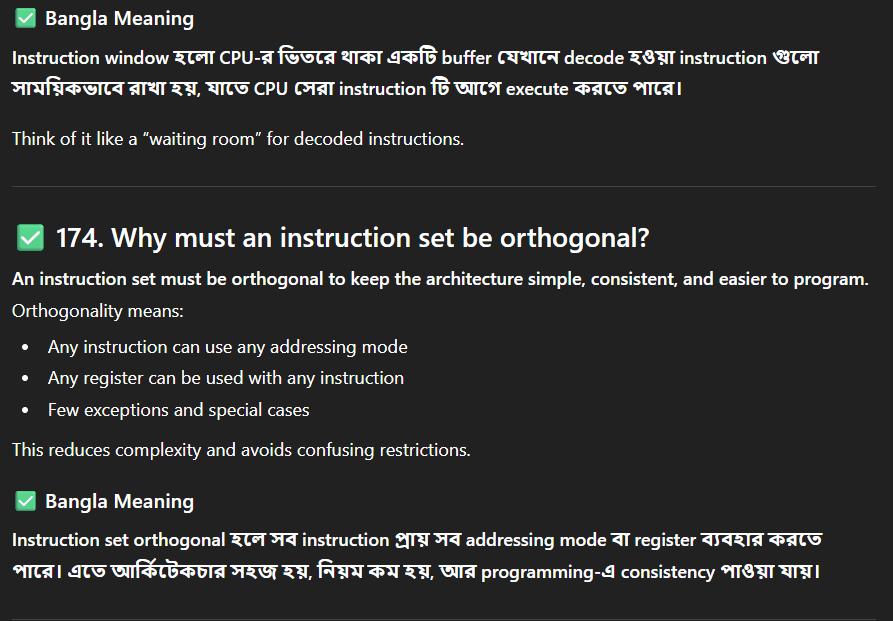 ✅ Bangla Meaning
Instruction window হলো CPU-র ভিতরে থাকা একটি buffer যেখানে decode হওয়া instruction গুলো
সাময়িকভাবে রাখা হয়, যাতে CPU সেরা instruction টি আগে execute করতে পারে।
Think of it like a “waiting room” for decoded instructions.
✅ 174. Why must an instruction set be orthogonal?
An instruction set must be orthogonal to keep the architecture simple, consistent, and easier to program.
Orthogonality means:
• Any instruction can use any addressing mode
• Any register can be used with any instruction
• Few exceptions and special cases
This reduces complexity and avoids confusing restrictions.
✅ Bangla Meaning
Instruction set orthogonal হলে সব instruction প্রায় সব addressing mode বা register ব্যবহার করতে
পারে। এতে আর্কিটেকচার সহজ হয়, নিয়ম কম হয়, আর programming-এ consistency পাওয়া যায়।